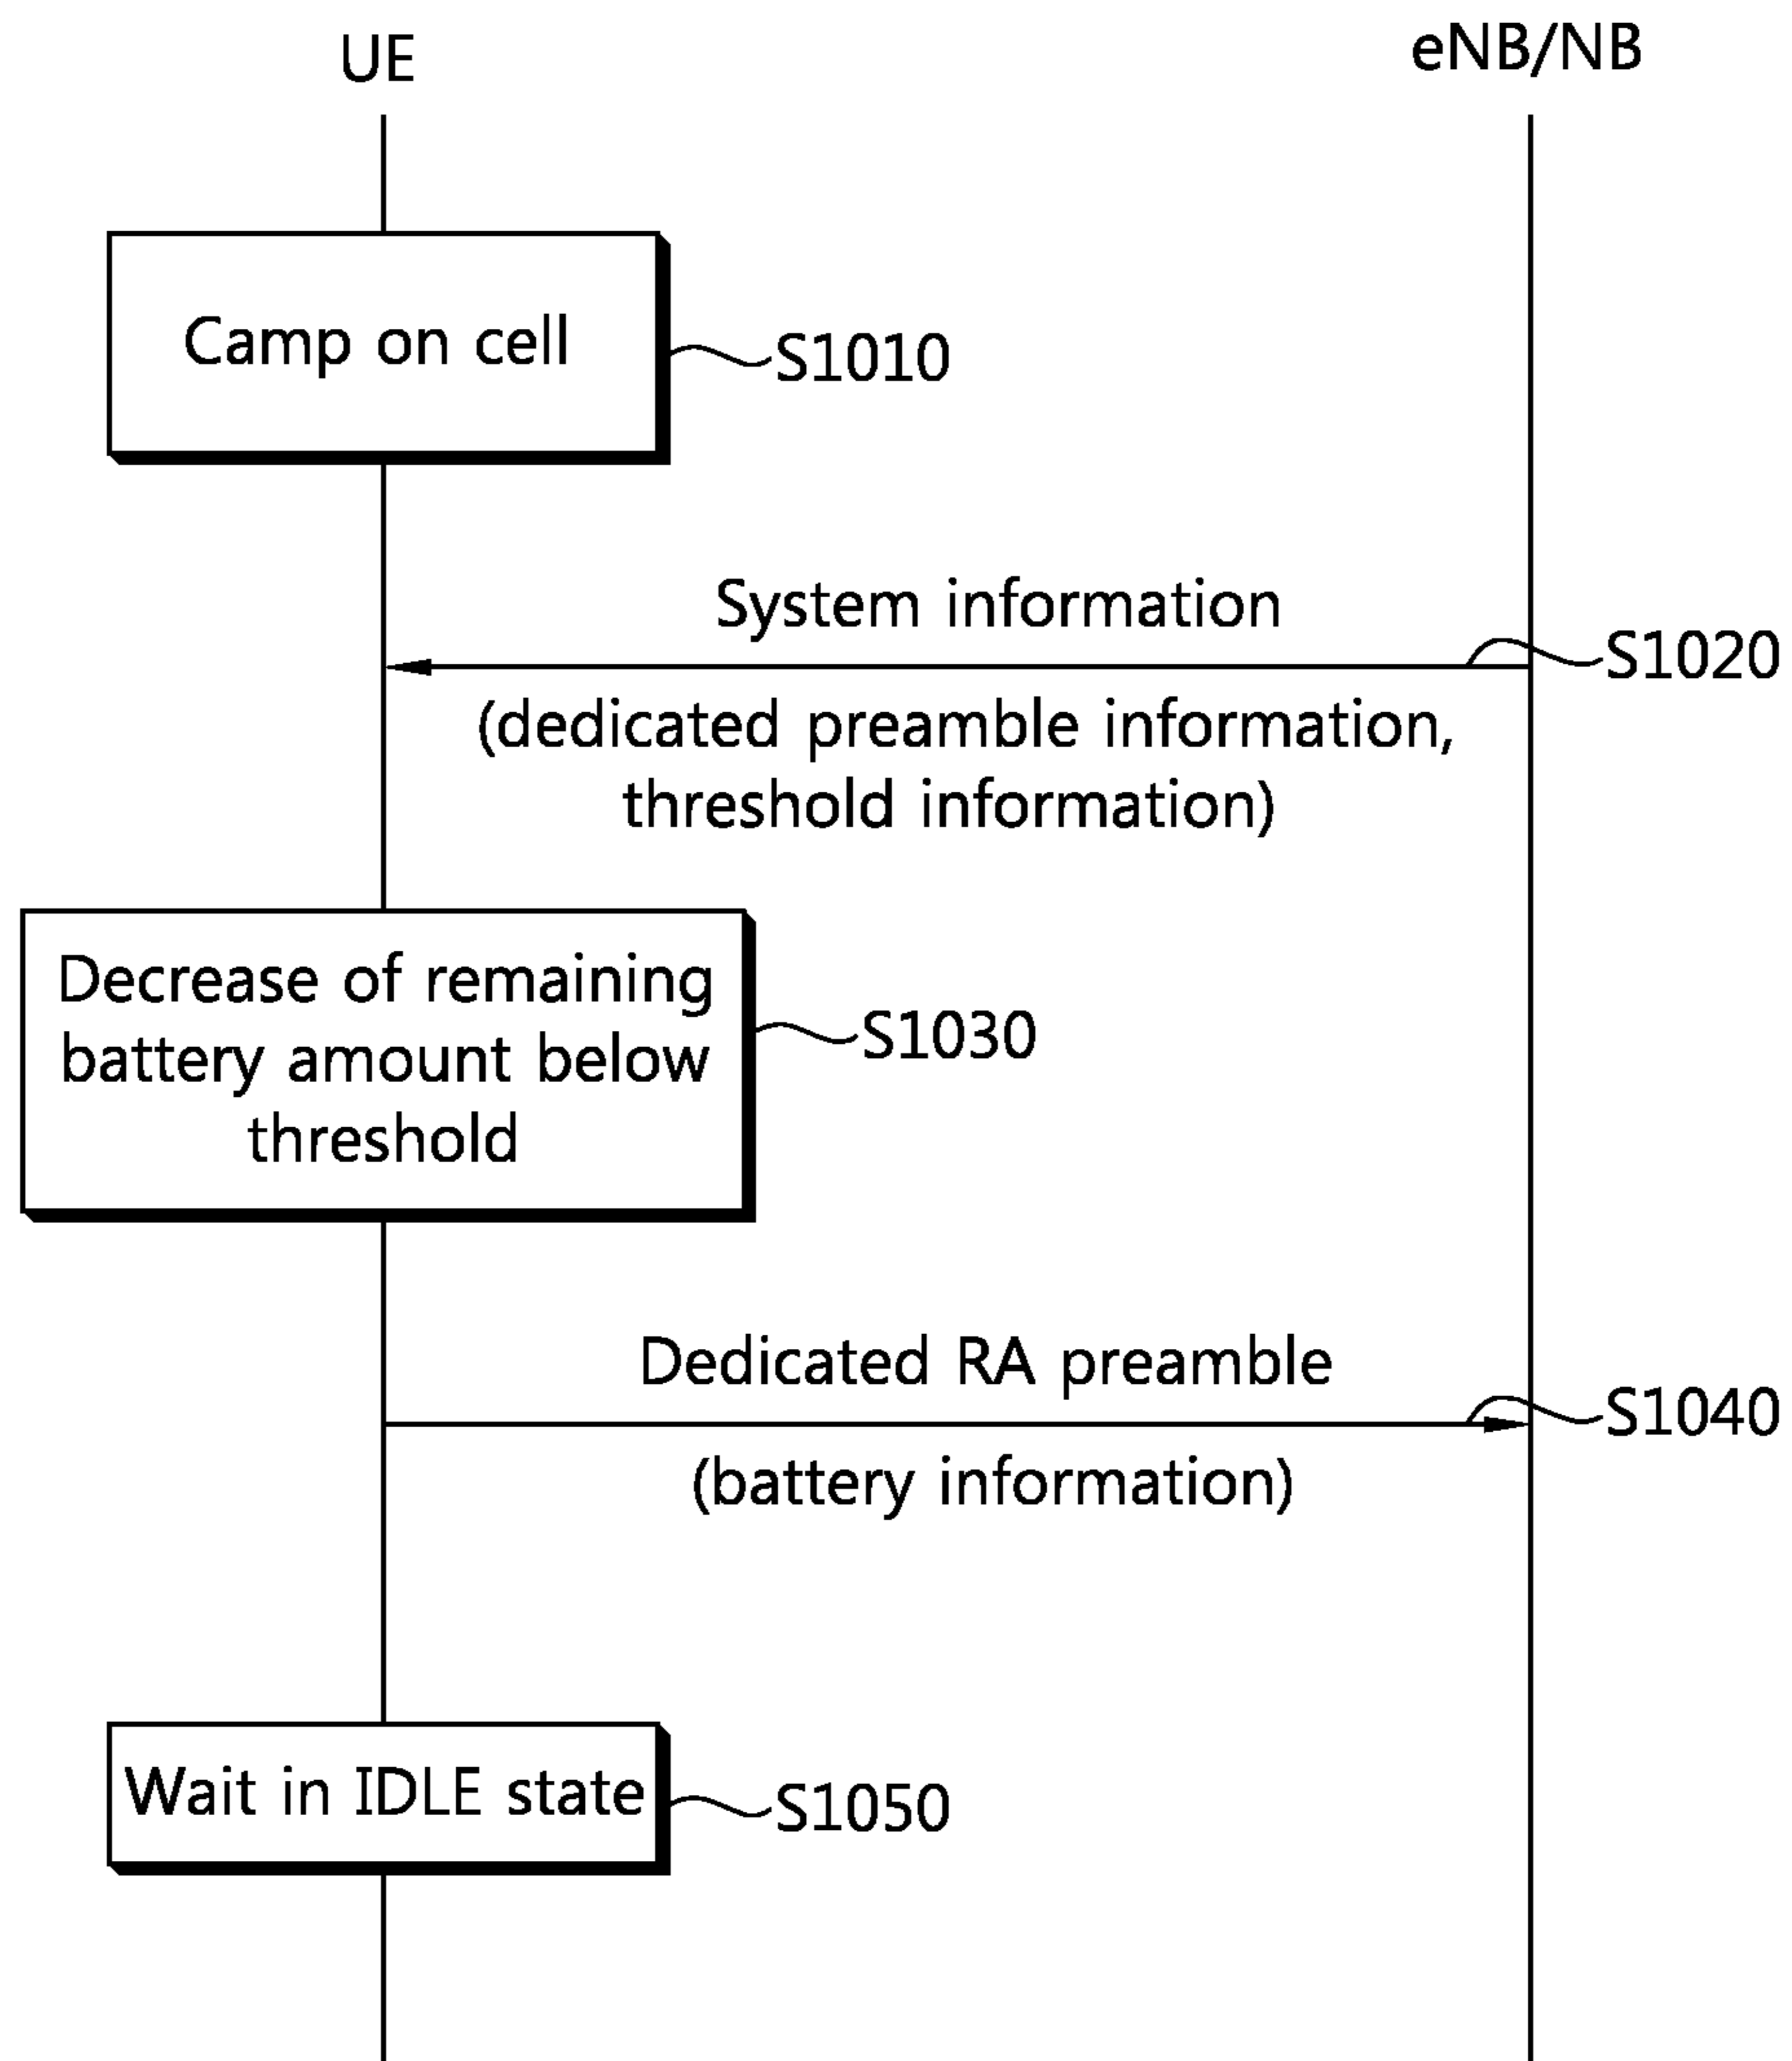 UE
eNB/NB
Camp on cell
S1010
System information
S1020
(dedicated preamble information,
threshold information)
Decrease of remaining
battery amount below
threshold
S1030
Dedicated RA preamble
S1040
(battery information)
Wait in IDLE state
S1050